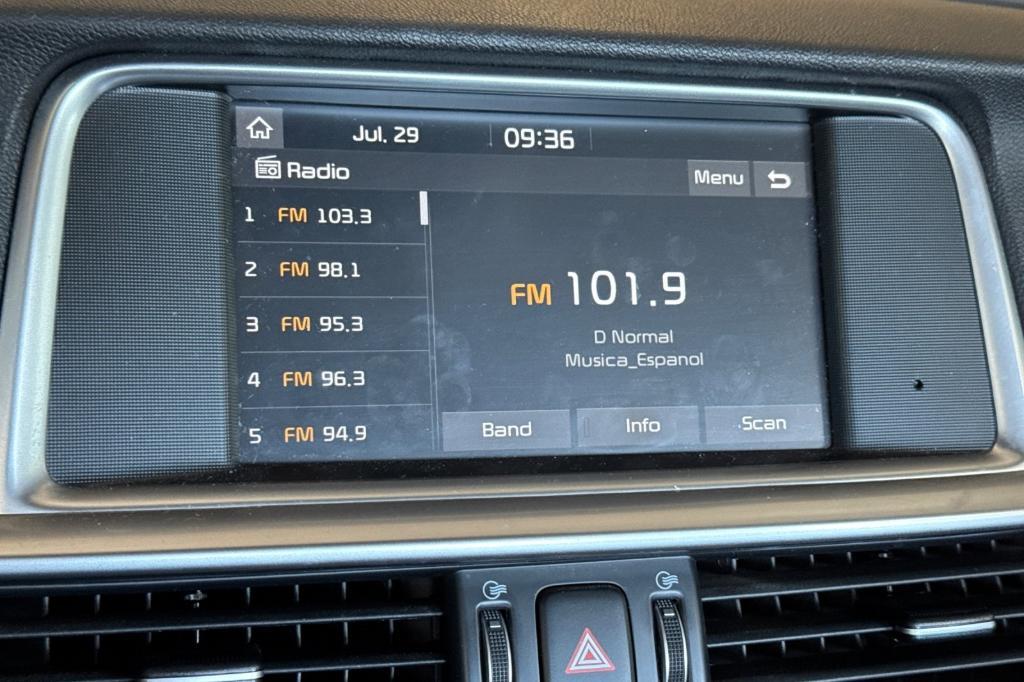 Jul. 29 09:36
Radio Menu
1 FM 103.3
2 FM 98.1
3 FM 95.3
4 FM 96.3
5 FM 94.9
FM 101.9
D Normal
Musica_Espanol
Band Info Scan